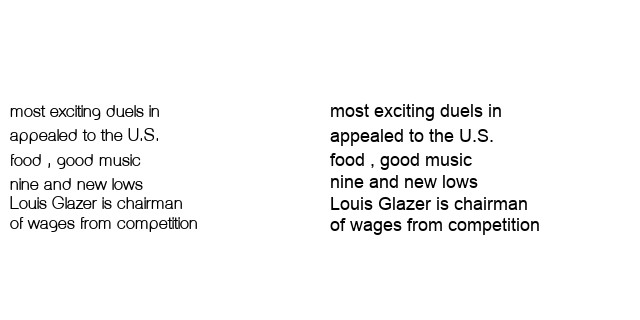 most exciting duels in
appealed to the U.S.
food , good music
nine and new lows
Louis Glazer is chairman
of wages from competition
most exciting duels in
appealed to the U.S.
food , good music
nine and new lows
Louis Glazer is chairman
of wages from competition